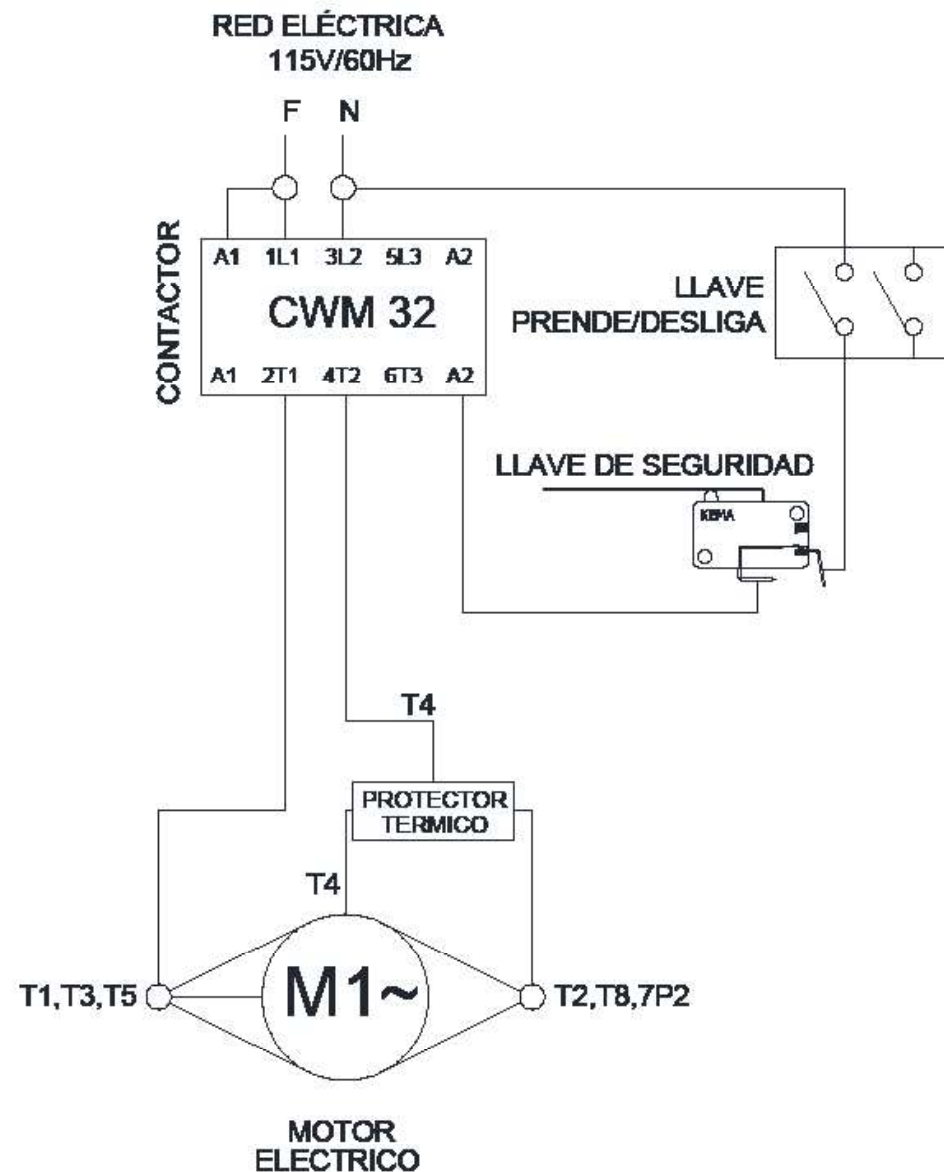 RED ELÉCTRICA
115V/60Hz
F N
CONTACTOR
A1 1L1 3L2 5L3 A2
CWM 32
A1 2T1 4T2 6T3 A2
LLAVE
PRENDE/DESLIGA
LLAVE DE SEGURIDAD
KEMA
T4
PROTECTOR
TERMICO
T4
M1~
T1,T3,T5
T2,T8,7P2
MOTOR
ELECTRICO